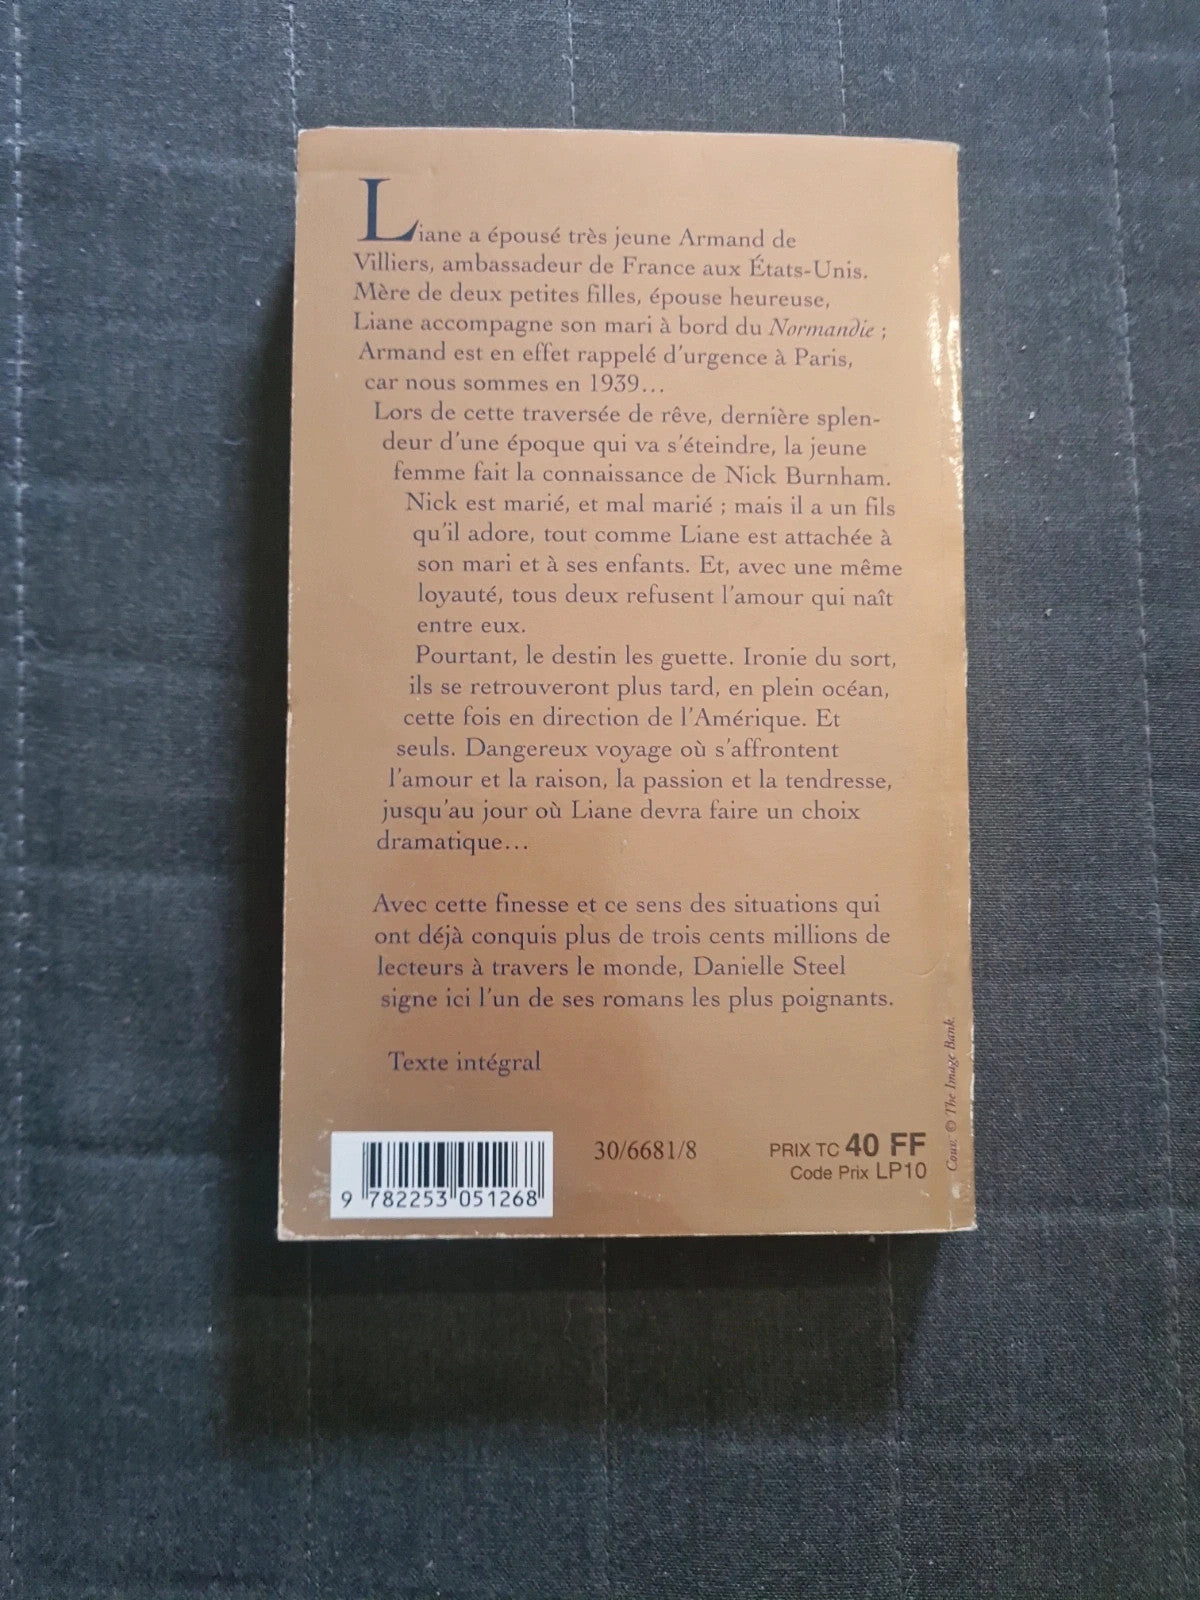 Liane a épousé très jeune Armand de
Villiers, ambassadeur de France aux États-Unis.
Mère de deux petites filles, épouse heureuse,
Liane accompagne son mari à bord du Normandie ;
Armand est en effet rappelé d'urgence à Paris,
car nous sommes en 1939...
Lors de cette traversée de rêve, dernière splen-
deur d'une époque qui va s'éteindre, la jeune
femme fait la connaissance de Nick Burnham.
Nick est marié, et mal marié ; mais il a un fils
qu'il adore, tout comme Liane est attachée à
son mari et à ses enfants. Et, avec une même
loyauté, tous deux refusent l'amour qui naît
entre eux.
Pourtant, le destin les guette. Ironie du sort,
ils se retrouveront plus tard, en plein océan,
cette fois en direction de l'Amérique. Et
seuls. Dangereux voyage où s'affrontent
l'amour et la raison, la passion et la tendresse,
jusqu'au jour où Liane devra faire un choix
dramatique...
Avec cette finesse et ce sens des situations qui
ont déjà conquis plus de trois cents millions de
lecteurs à travers le monde, Danielle Steel
signe ici l'un de ses romans les plus poignants.
Texte intégral
Couv. © The Image Bank.
30/6681/8
PRIX TC 40 FF
Code Prix LP10
9 782253 051268